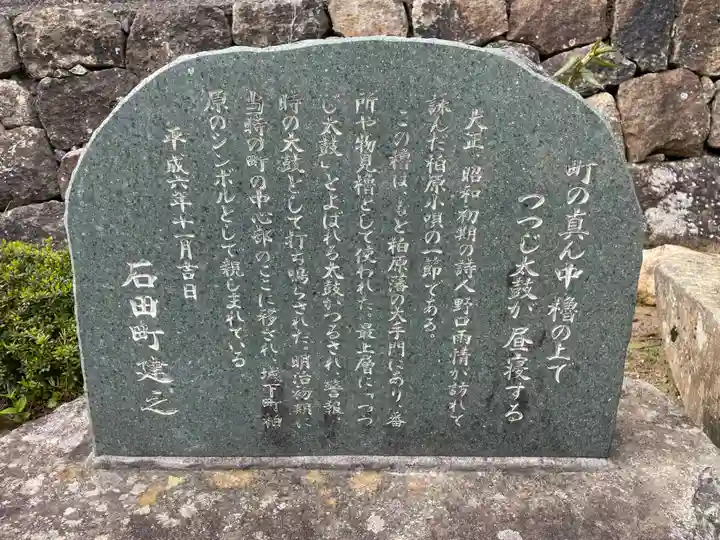 町の真ん中櫓の上で
つつじ太鼓が昼寝する
大正、昭和初期の詩人野口雨情が訪れて
詠んだ柏原小唄の一節である。
この櫓は、もと柏原藩の大手門にあり、番
所や物見櫓として使われた。最上層に「つつ
じ太鼓」とよばれる太鼓がつるされ、警報、
時の太鼓として打ち鳴らされた。明治初期に
当時の町の中心部のここに移され、城下町柏
原のシンボルとして親しまれている
平成六年十一月吉日
石田町建之